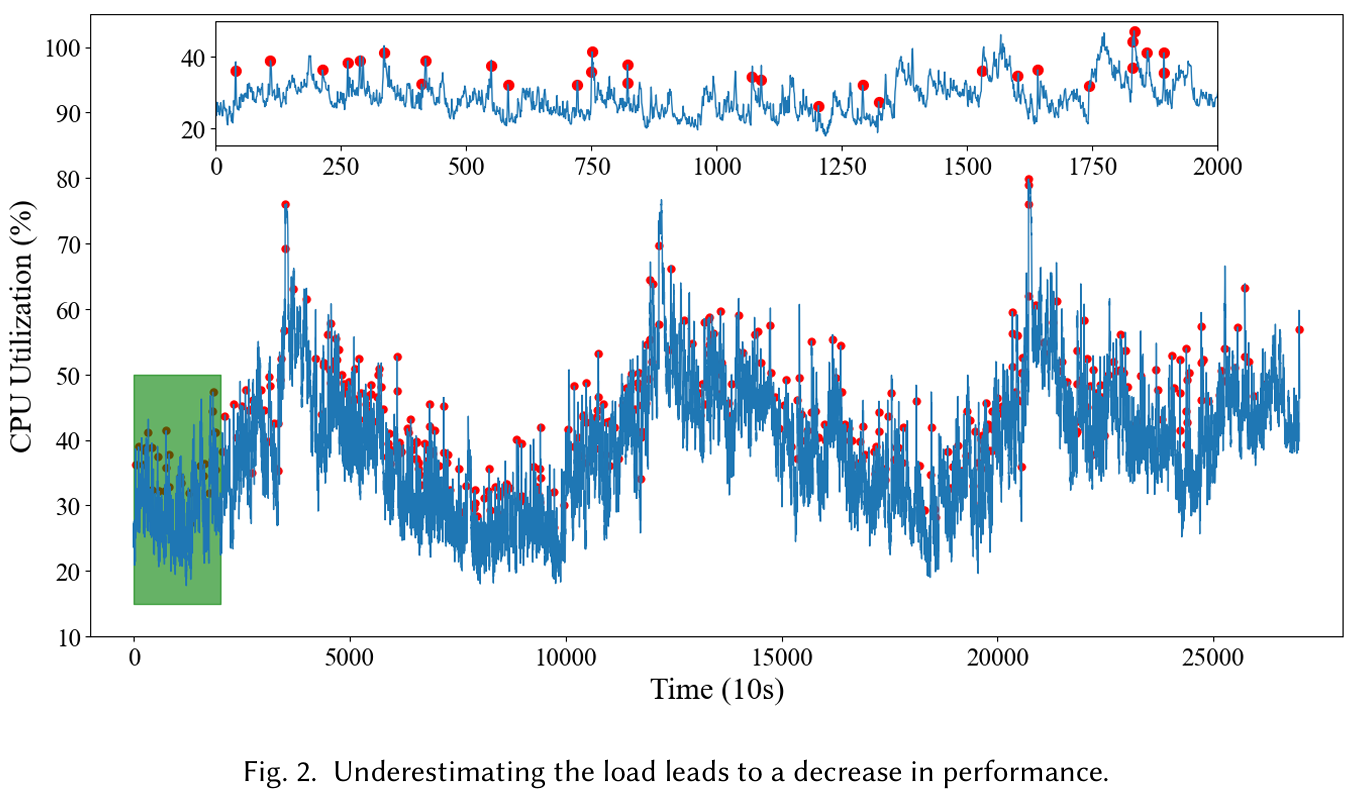 40
20
0 250 500 750 1000 1250 1500 1750 2000
100
90
80
70
60
50
40
30
20
10
CPU Utilization (%)
0 5000 10000 15000 20000 25000
Time (10s)
Fig. 2. Underestimating the load leads to a decrease in performance.